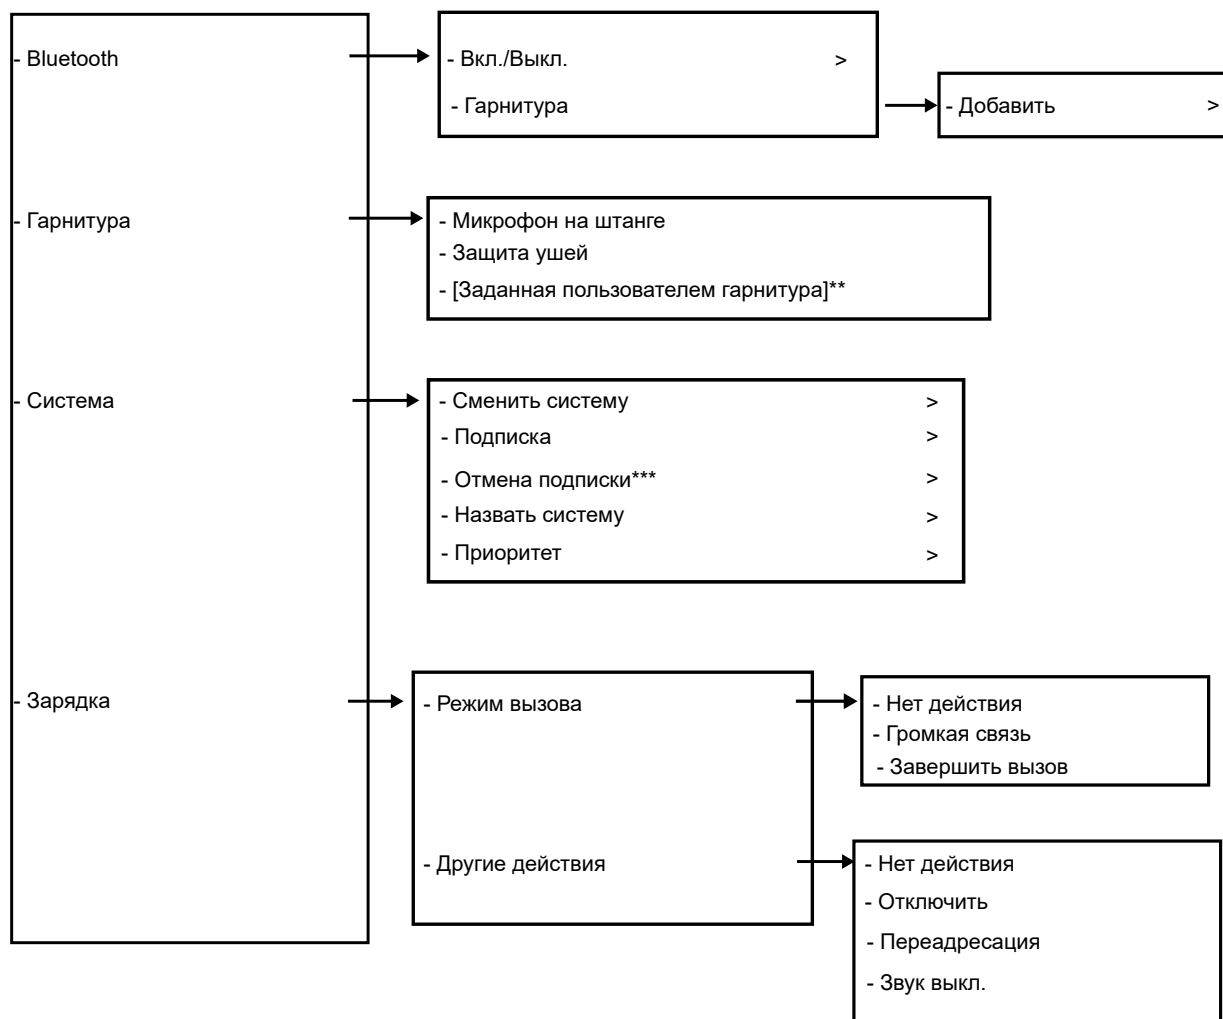 - Bluetooth
- Вкл./Выкл. >
- Гарнитура
- Добавить >
- Гарнитура
- Микрофон на штанге
- Защита ушей
- [Заданная пользователем гарнитура]**
- Система
- Сменить систему >
- Подписка >
- Отмена подписки*** >
- Назвать систему >
- Приоритет >
- Зарядка
- Режим вызова
- Нет действия
- Громкая связь
- Завершить вызов
- Другие действия
- Нет действия
- Отключить
- Переадресация
- Звук выкл.